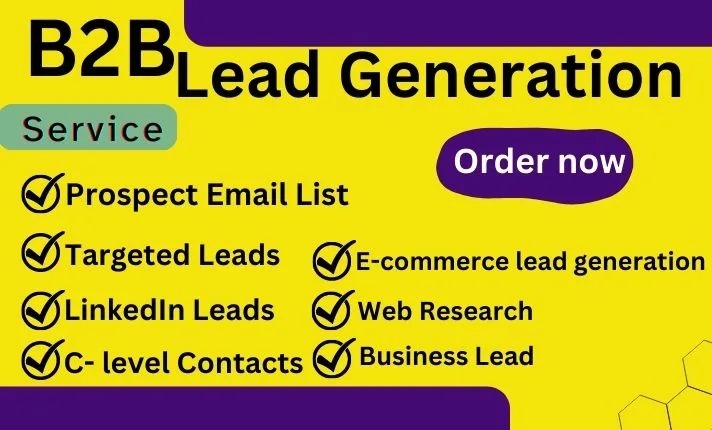 B2B
Lead Generation
Service
Order now
Prospect Email List
Targeted Leads
LinkedIn Leads
C- level Contacts
E-commerce lead generation
Web Research
Business Lead